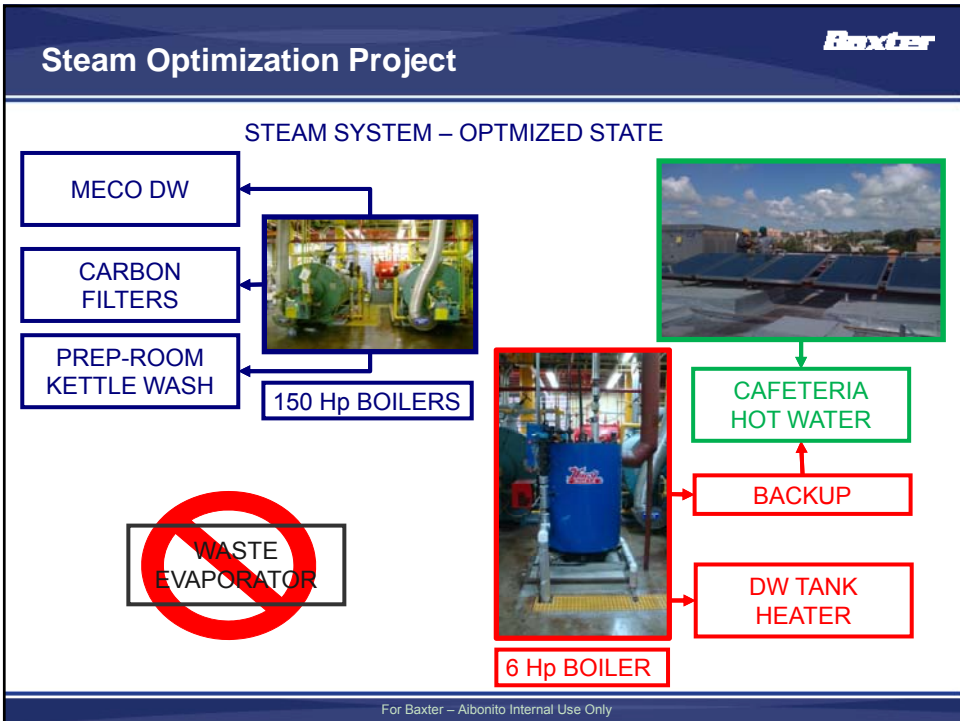 Steam Optimization Project
Baxter
STEAM SYSTEM – OPTMIZED STATE
MECO DW
CARBON
FILTERS
PREP-ROOM
KETTLE WASH
150 Hp BOILERS
CAFETERIA
HOT WATER
BACKUP
WASTE
EVAPORATOR
DW TANK
HEATER
6 Hp BOILER
For Baxter – Aibonito Internal Use Only